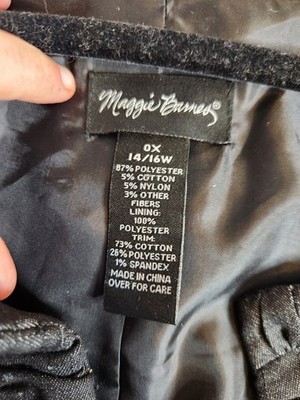 Maggie Barnes®
0X
14/16W
87% POLYESTER
5% COTTON
5% NYLON
3% OTHER
FIBERS
LINING:
100%
POLYESTER
TRIM:
73% COTTON
26% POLYESTER
1% SPANDEX
MADE IN CHINA
OVER FOR CARE